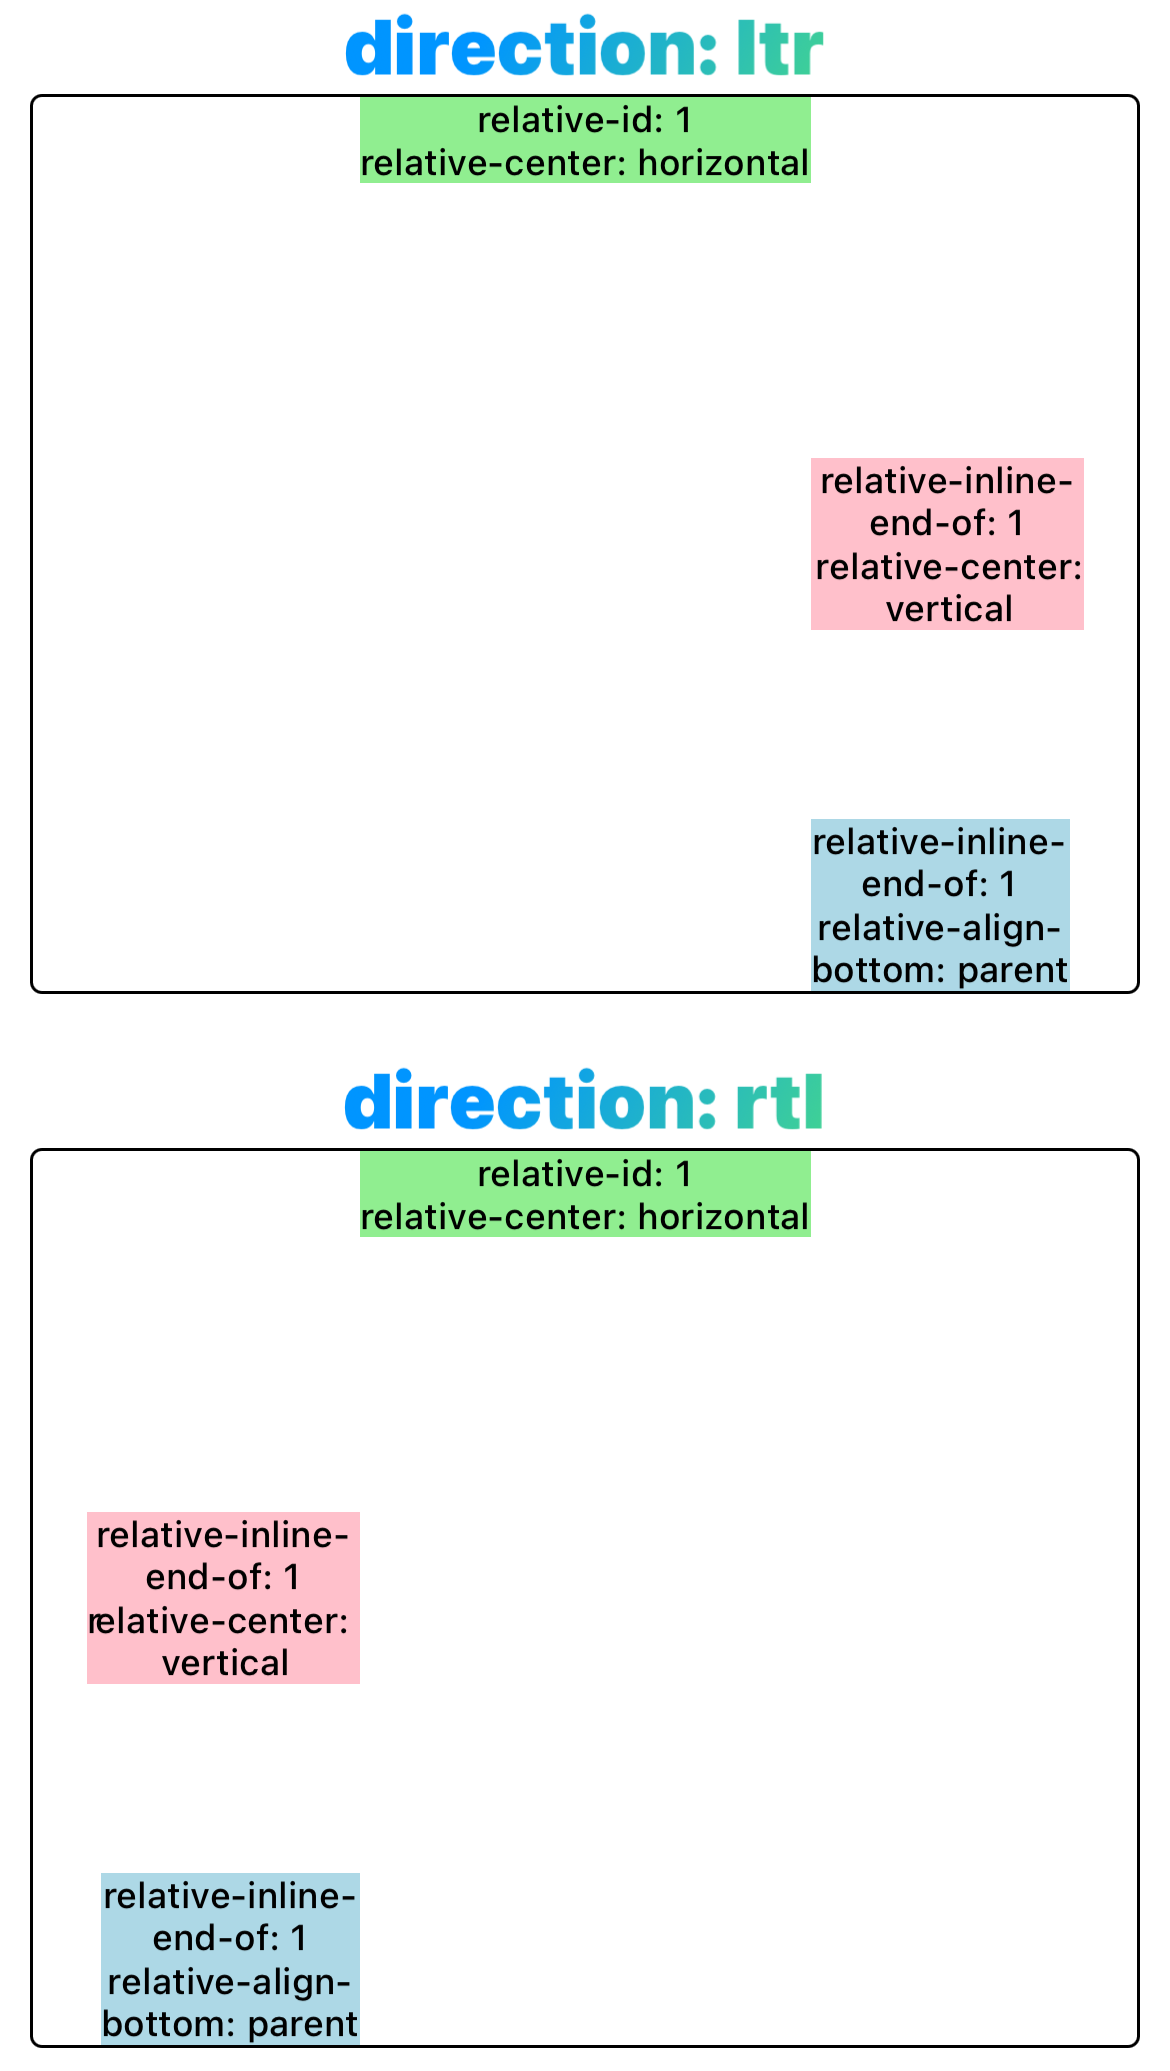 direction: ltr
relative-id: 1
relative-center: horizontal
relative-inline-
end-of: 1
relative-center:
vertical
relative-inline-
end-of: 1
relative-align-
bottom: parent
direction: rtl
relative-id: 1
relative-center: horizontal
relative-inline-
end-of: 1
relative-center:
vertical
relative-inline-
end-of: 1
relative-align-
bottom: parent